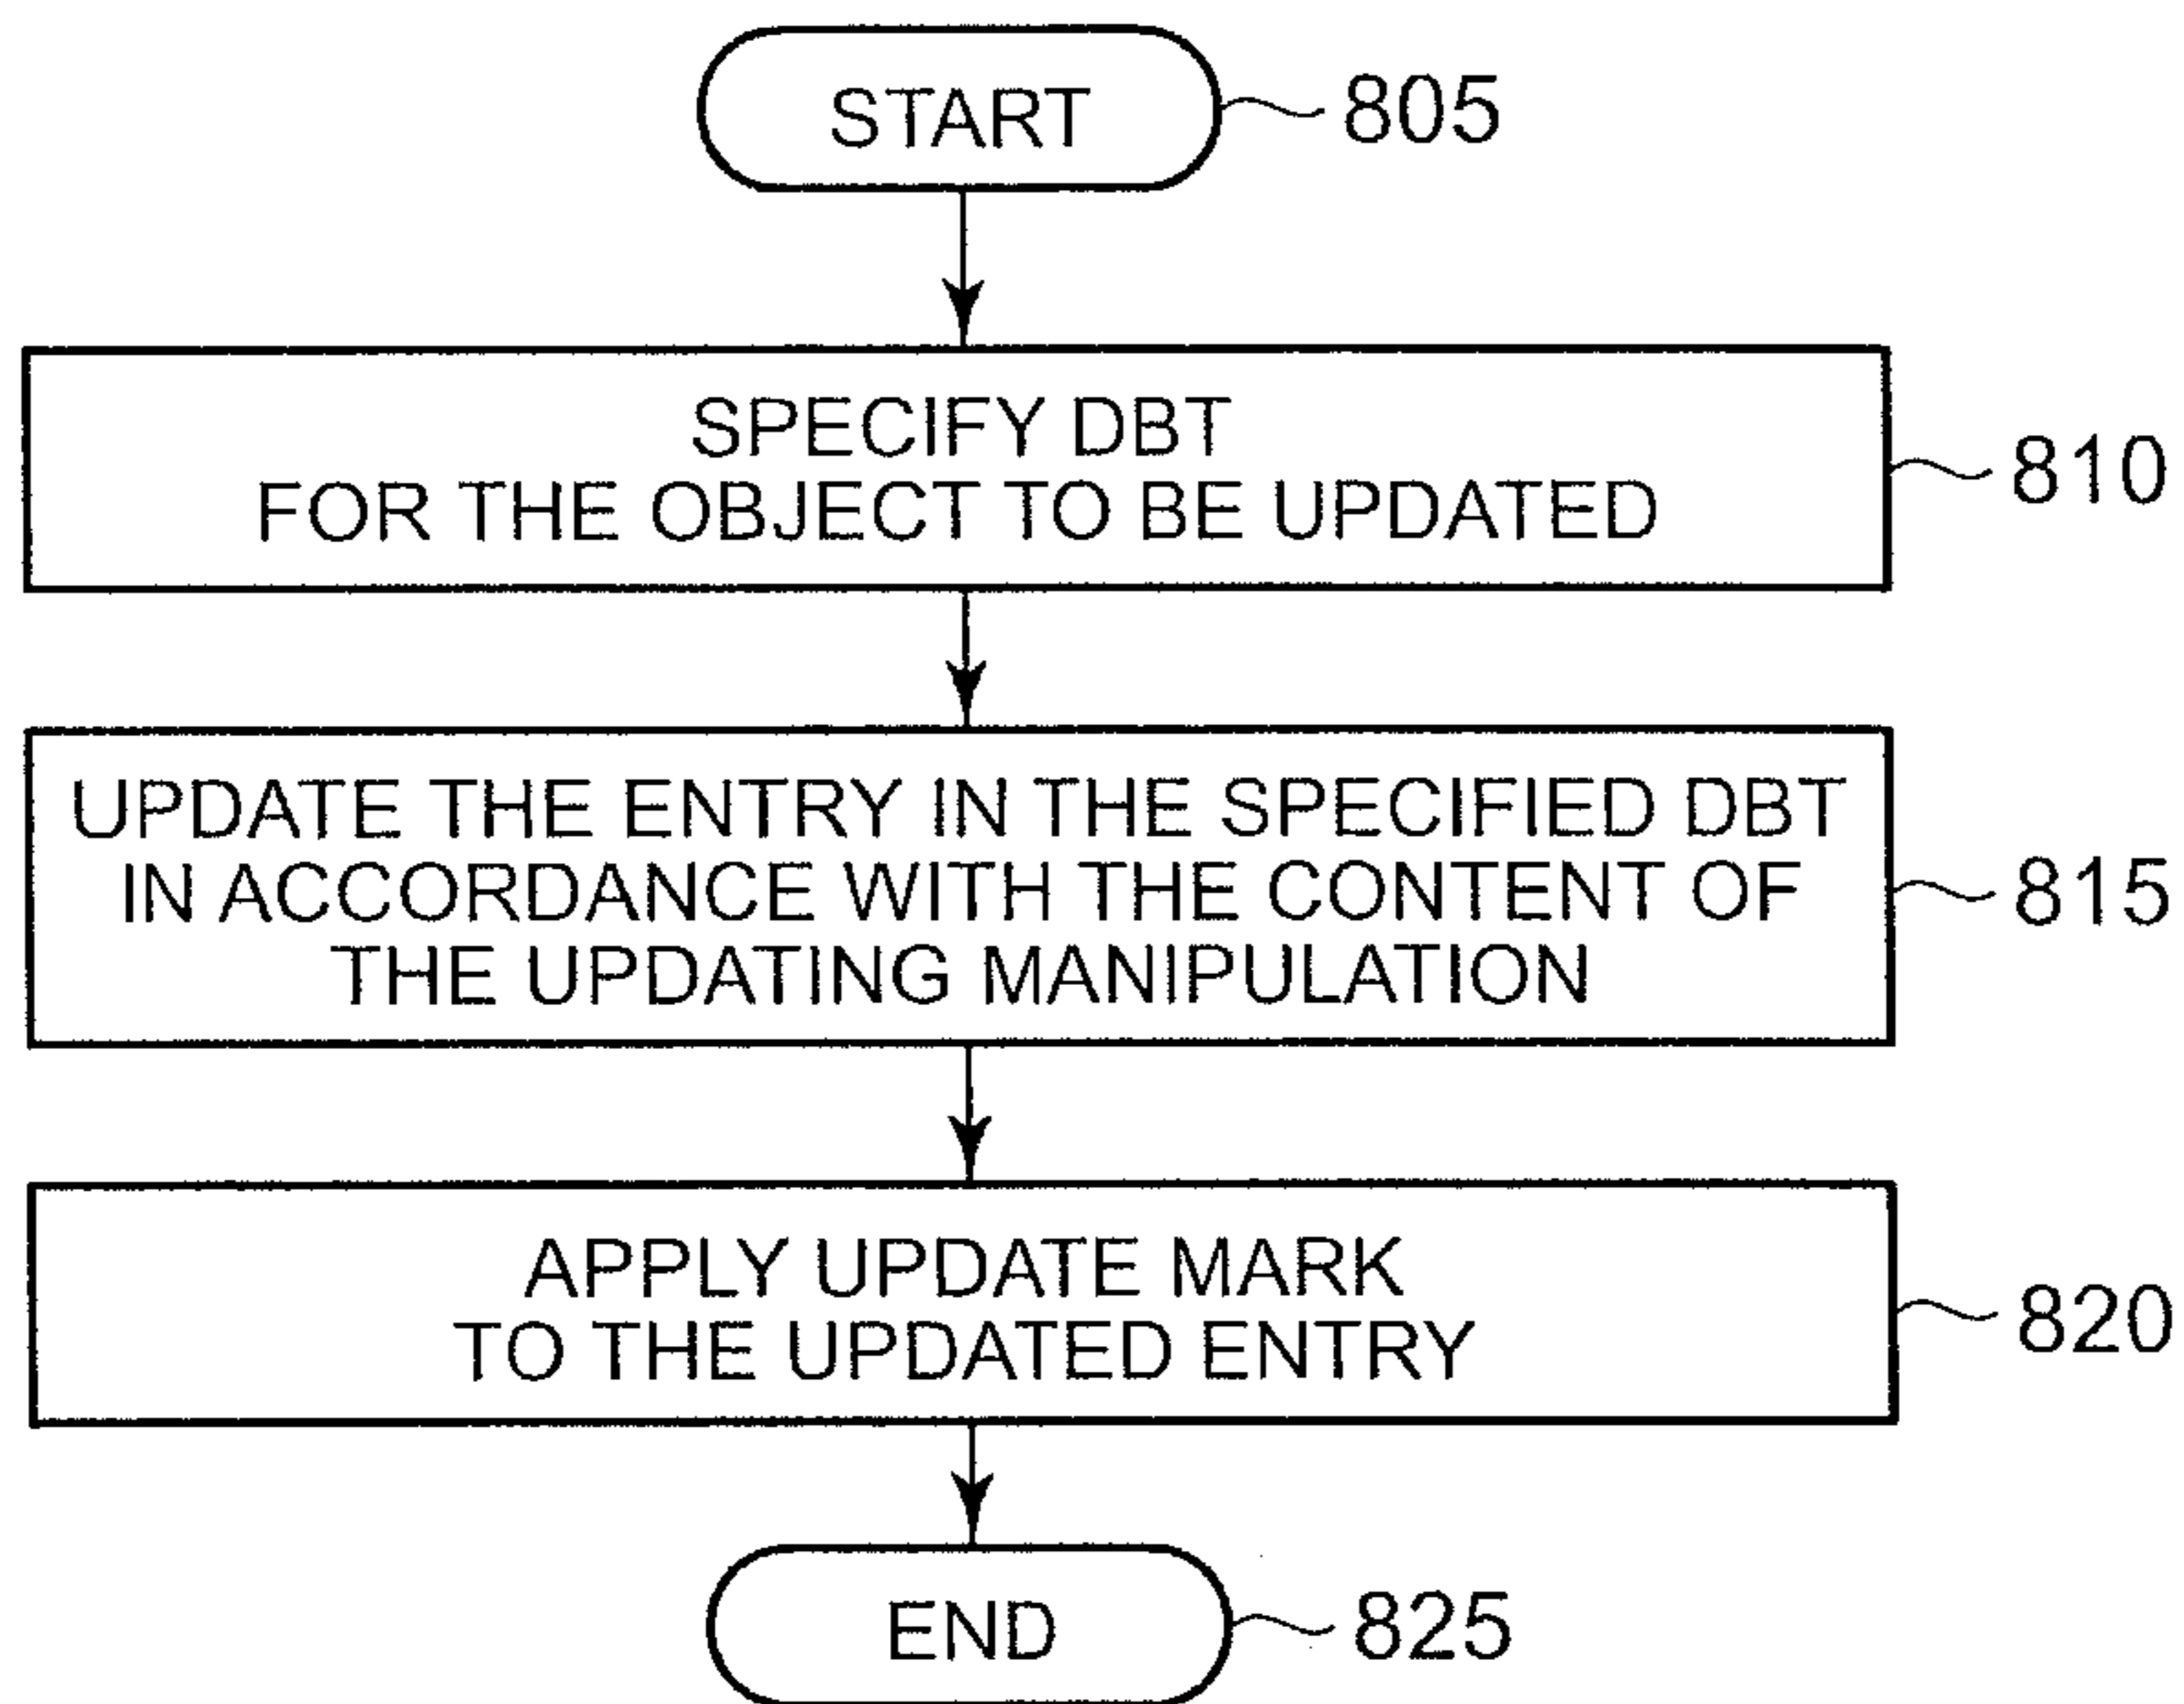 START
805
SPECIFY DBT
FOR THE OBJECT TO BE UPDATED
810
UPDATE THE ENTRY IN THE SPECIFIED DBT
IN ACCORDANCE WITH THE CONTENT OF
THE UPDATING MANIPULATION
815
APPLY UPDATE MARK
TO THE UPDATED ENTRY
820
END
825